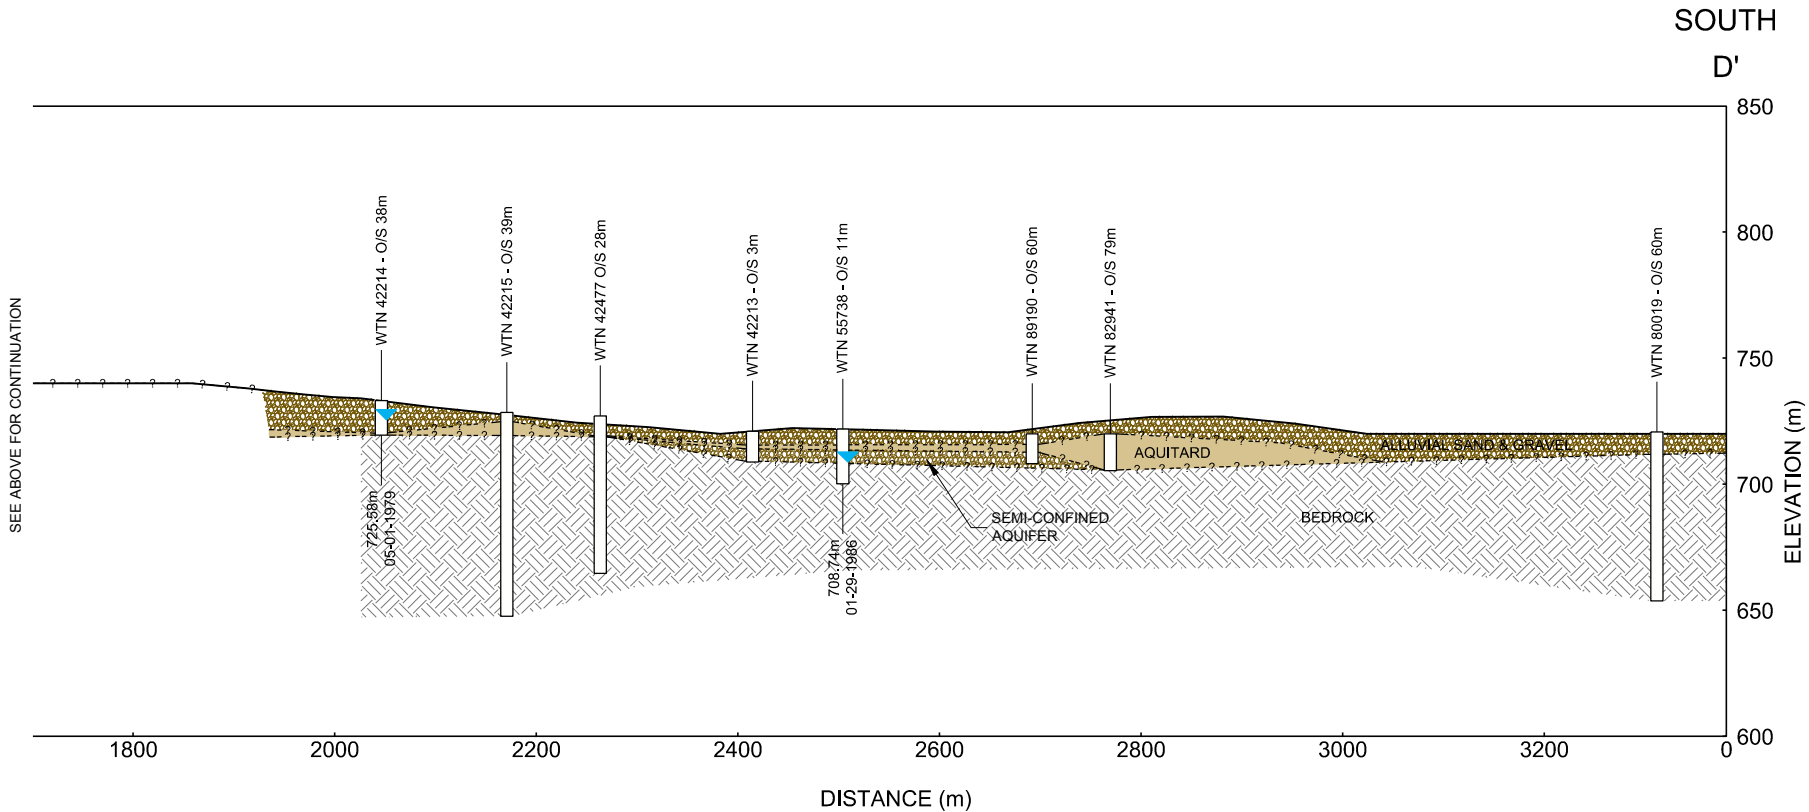 SOUTH
D'
SEE ABOVE FOR CONTINUATION
WTN 42214 - O/S 38m
WTN 42215 - O/S 39m
WTN 42477 O/S 28m
WTN 42213 - O/S 3m
WTN 55738 - O/S 11m
WTN 89190 - O/S 60m
WTN 82941 - O/S 79m
WTN 80019 - O/S 60m
850
800
750
700
650
600
ELEVATION (m)
ALLUVIAL SAND & GRAVEL
AQUITARD
SEMI-CONFINED
AQUIFER
BEDROCK
725.58m
05-01-1979
708.74m
01-29-1986
1800
2000
2200
2400
2600
2800
3000
3200
0
DISTANCE (m)